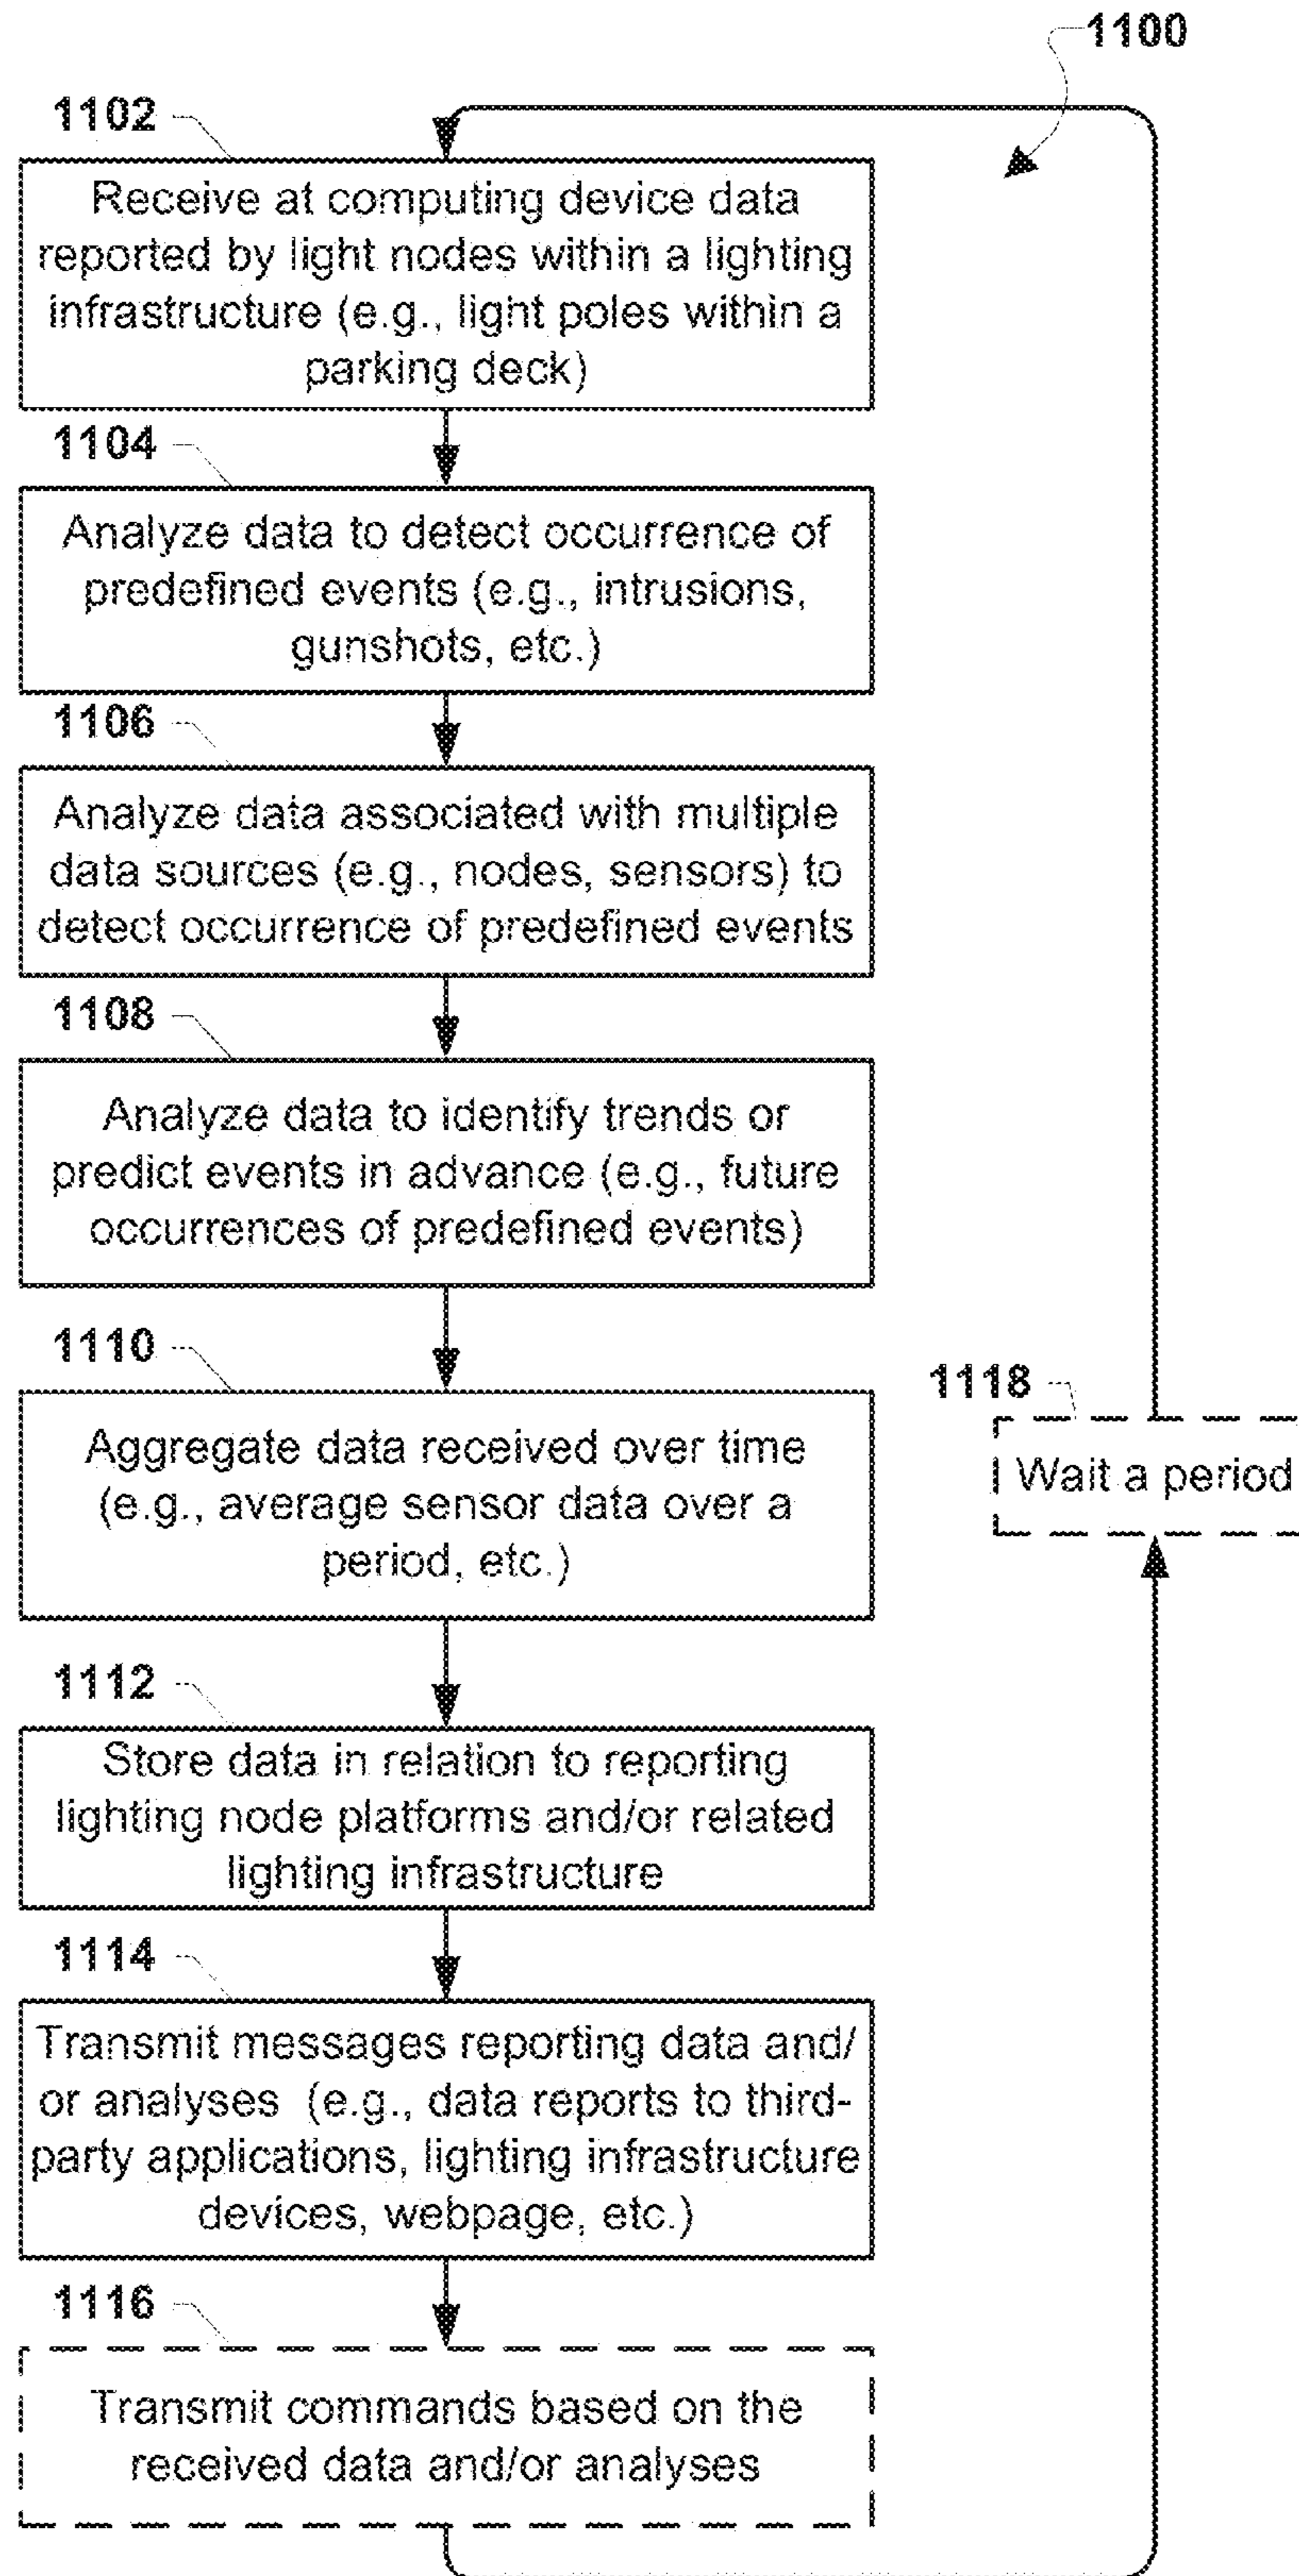 1100
1102
Receive at computing device data
reported by light nodes within a lighting
infrastructure (e.g., light poles within a
parking deck)
1104
Analyze data to detect occurrence of
predefined events (e.g., intrusions,
gunshots, etc.)
1106
Analyze data associated with multiple
data sources (e.g., nodes, sensors) to
detect occurrence of predefined events
1108
Analyze data to identify trends or
predict events in advance (e.g., future
occurrences of predefined events)
1110
Aggregate data received over time
(e.g., average sensor data over a
period, etc.)
1118
Wait a period
1112
Store data in relation to reporting
lighting node platforms and/or related
lighting infrastructure
1114
Transmit messages reporting data and/
or analyses (e.g., data reports to third-
party applications, lighting infrastructure
devices, webpage, etc.)
1116
Transmit commands based on the
received data and/or analyses